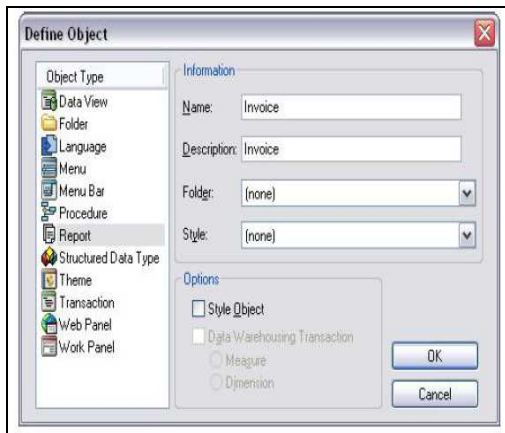 Define Object
Object Type
Data View
Folder
Language
Menu
Menu Bar
Procedure
Report
Structured Data Type
Theme
Transaction
Web Panel
Work Panel
Information
Name: Invoice
Description: Invoice
Folder: (none)
Style: (none)
Options
Style Object
Data Warehousing Transaction
Measure
Dimension
OK
Cancel